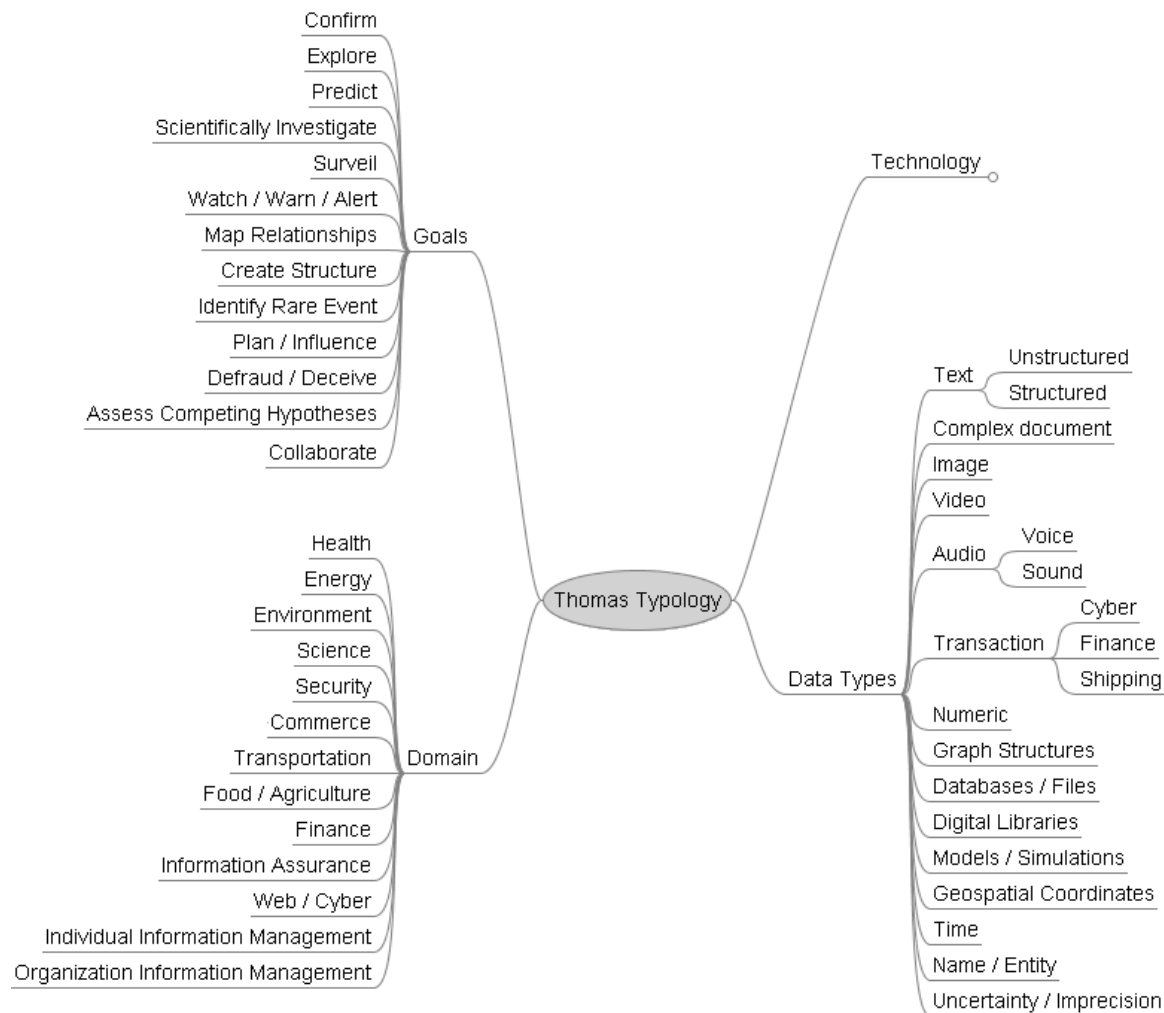 Confirm
Explore
Predict
Scientifically Investigate
Surveil
Watch / Warn / Alert
Map Relationships
Goals
Create Structure
Identify Rare Event
Plan / Influence
Defraud / Deceive
Assess Competing Hypotheses
Collaborate
Health
Energy
Environment
Science
Security
Commerce
Transportation
Domain
Food / Agriculture
Finance
Information Assurance
Web / Cyber
Individual Information Management
Organization Information Management
Thomas Typology
Technology
Data Types
Text
Unstructured
Structured
Complex document
Image
Video
Audio
Voice
Sound
Transaction
Cyber
Finance
Shipping
Numeric
Graph Structures
Databases / Files
Digital Libraries
Models / Simulations
Geospatial Coordinates
Time
Name / Entity
Uncertainty / Imprecision